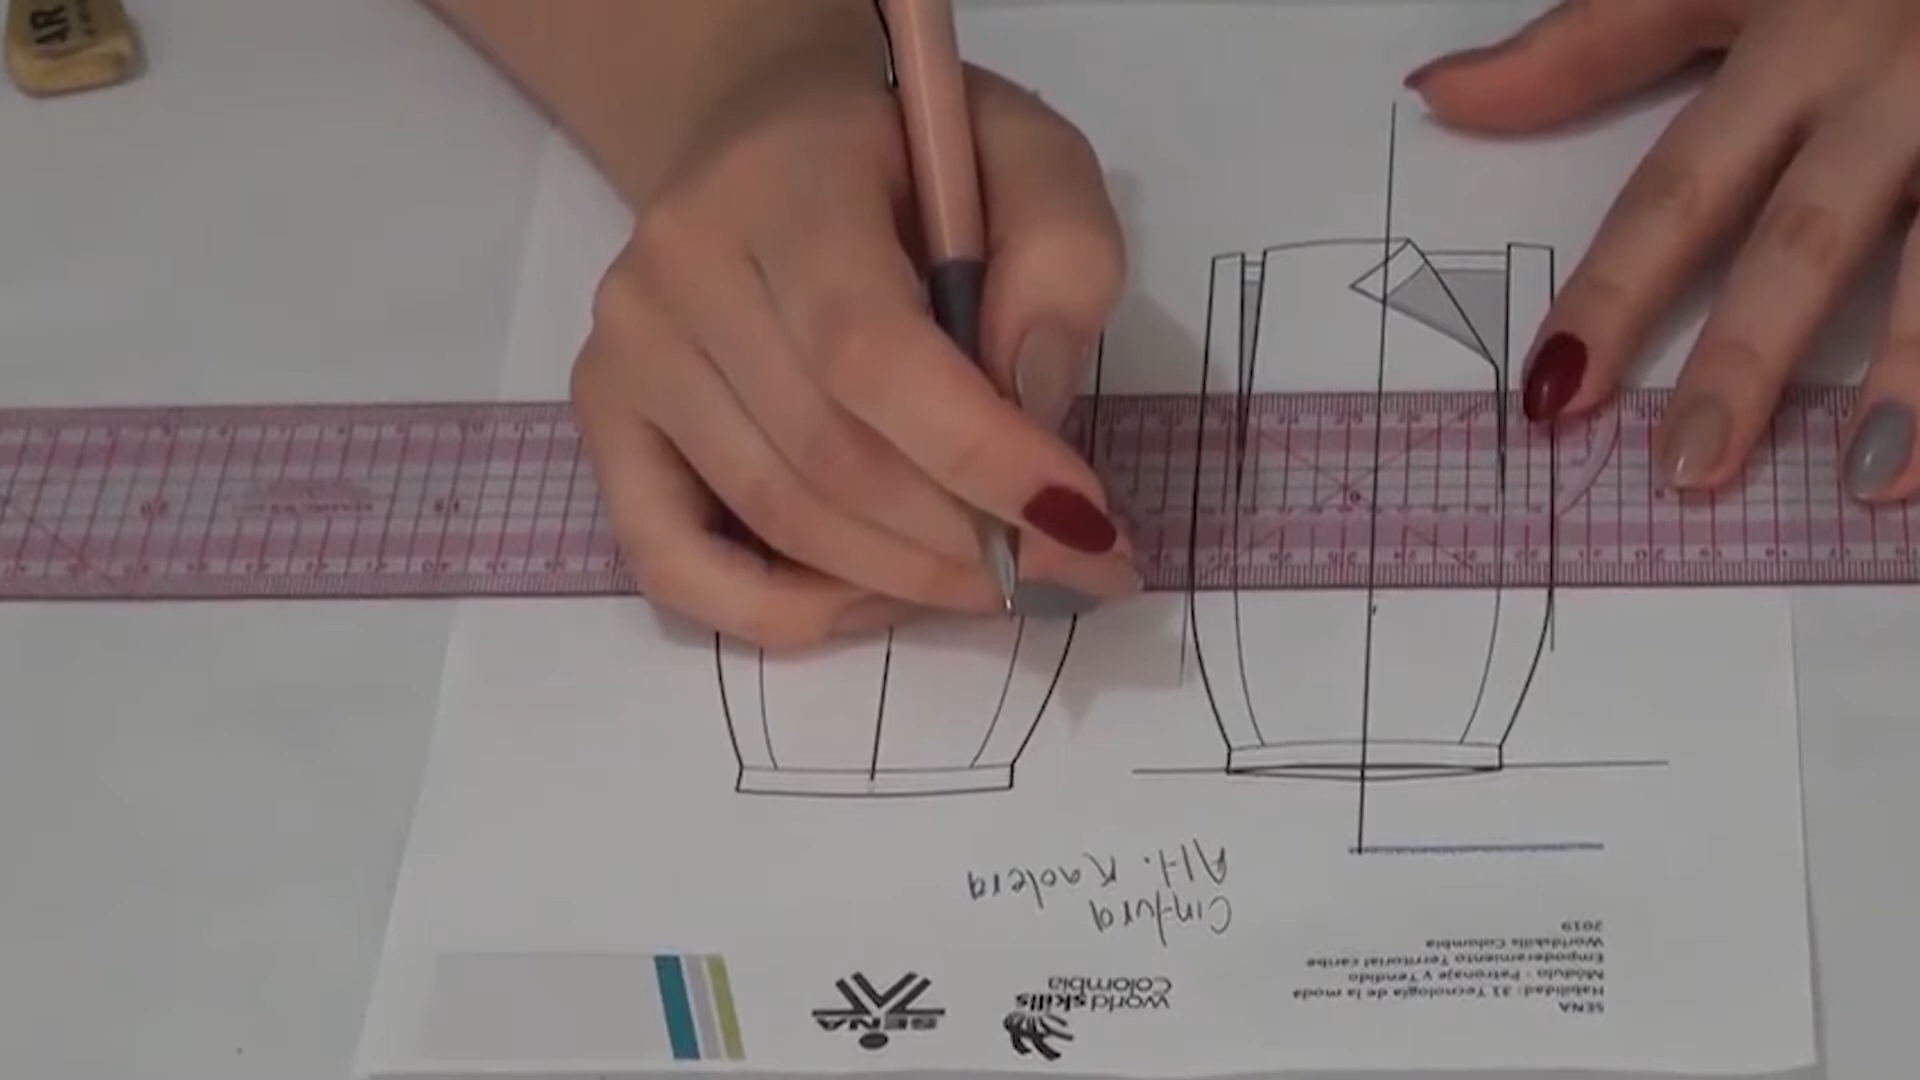 SENA
Habilidad: 31 Tecnología de la moda
Módulo - Patronaje y Tendido
Empoderamiento Territorial caribe
Worldskills Colombia
2019
worldskills
Colombia
SENA
Cintura
Alt. Kadera